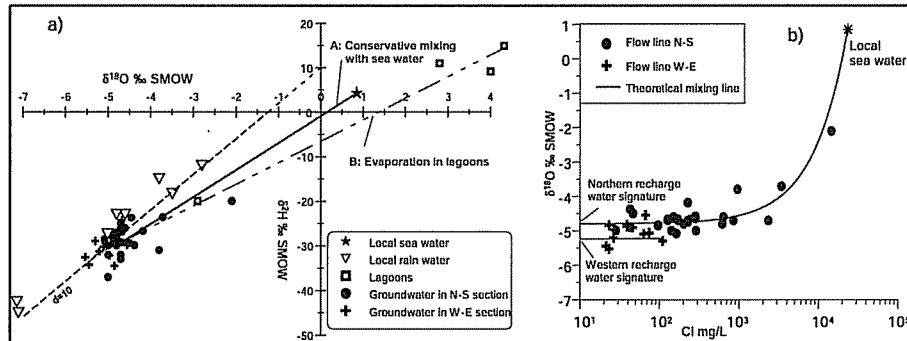 a)
δ¹⁸O ‰ SMOW
-7 -6 -5 -4 -3 -2 -1 0 1 2 3 4
20
10
0
-10
-20
-30
-40
-50
δ²H ‰ SMOW
A: Conservative mixing
with sea water
B: Evaporation in lagoons
d=10
Local sea water
Local rain water
Lagoons
Groundwater in N-S section
Groundwater in W-E section
b)
Flow line N-S
Flow line W-E
Theoretical mixing line
Local
sea water
Northern recharge
water signature
Western recharge
water signature
δ¹⁸O ‰ SMOW
1
0
-1
-2
-3
-4
-5
-6
-7
10¹ 10² 10³ 10⁴ 10⁵
Cl mg/L